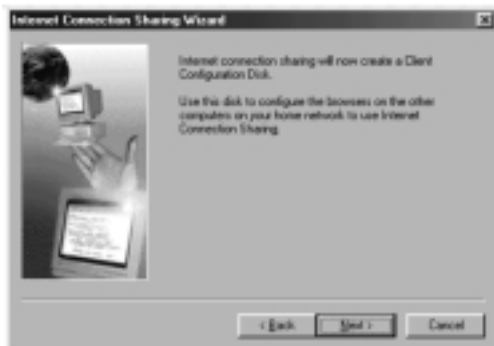 Internet Connection Sharing Wizard
Internet connection sharing will now create a Client
Configuration Disk.
Use this disk to configure the browsers on the other
computers on your home network to use Internet
Connection Sharing.
< Back
Next >
Cancel